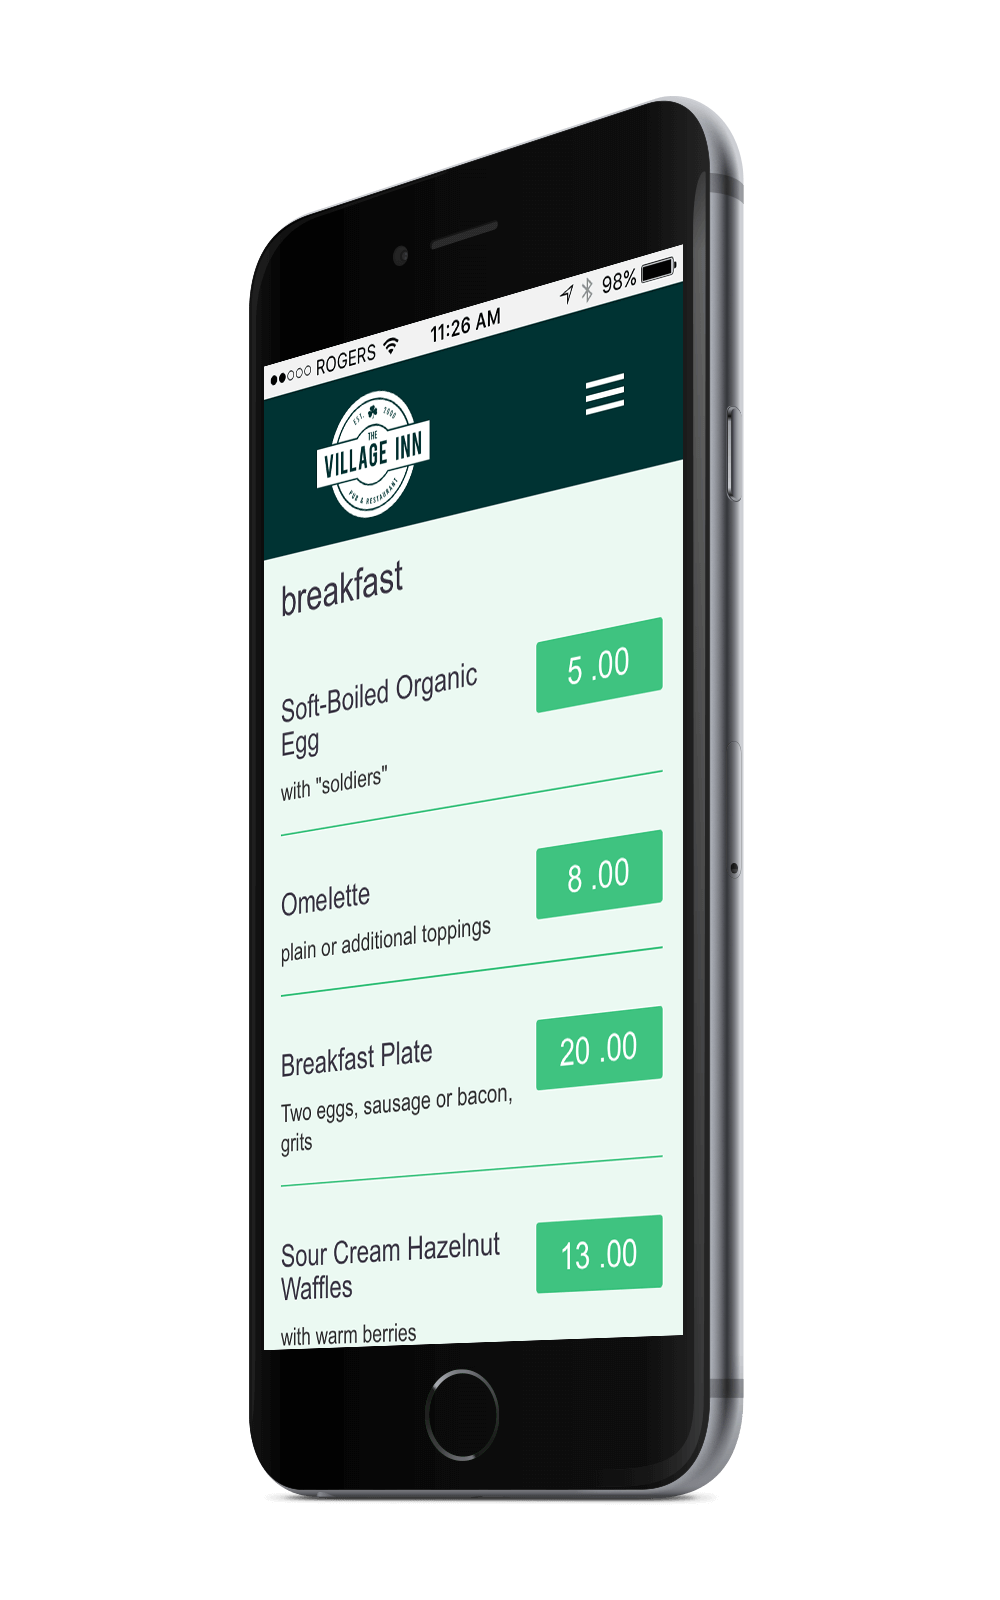 ●●○○○ ROGERS 11:26 AM 98%
EST. 2000
THE
VILLAGE INN
PUB & RESTAURANT
breakfast
Soft-Boiled Organic
Egg
5 .00
with "soldiers"
Omelette
8 .00
plain or additional toppings
Breakfast Plate
20 .00
Two eggs, sausage or bacon,
grits
Sour Cream Hazelnut
Waffles
13 .00
with warm berries